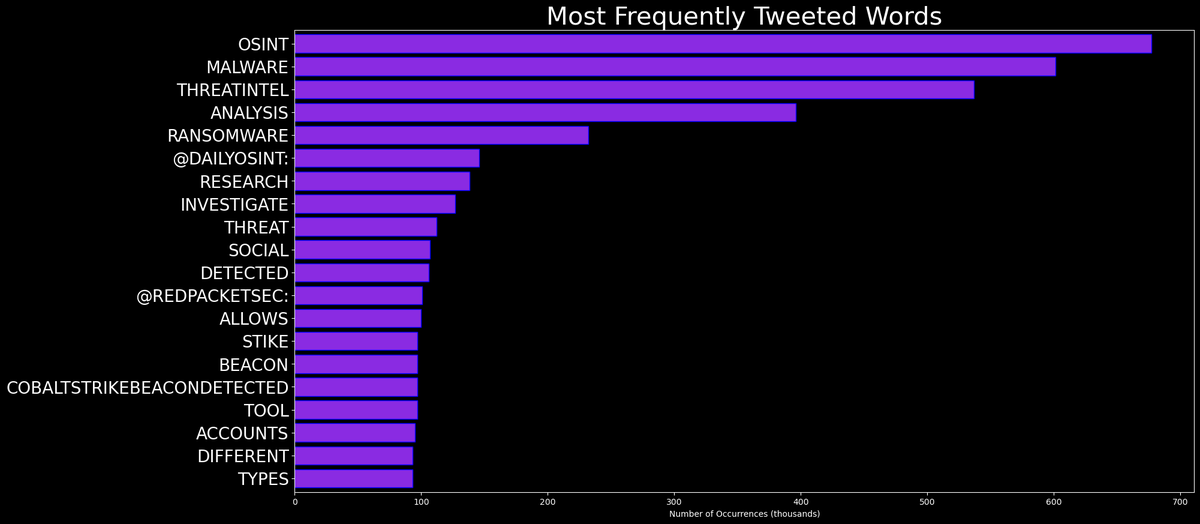 Most Frequently Tweeted Words
OSINT
MALWARE
THREATINTEL
ANALYSIS
RANSOMWARE
@DAILYOSINT:
RESEARCH
INVESTIGATE
THREAT
SOCIAL
DETECTED
@REDPACKETSEC:
ALLOWS
STIKE
BEACON
COBALTSTRIKEBEACONDETECTED
TOOL
ACCOUNTS
DIFFERENT
TYPES
0 100 200 300 400 500 600 700
Number of Occurrences (thousands)